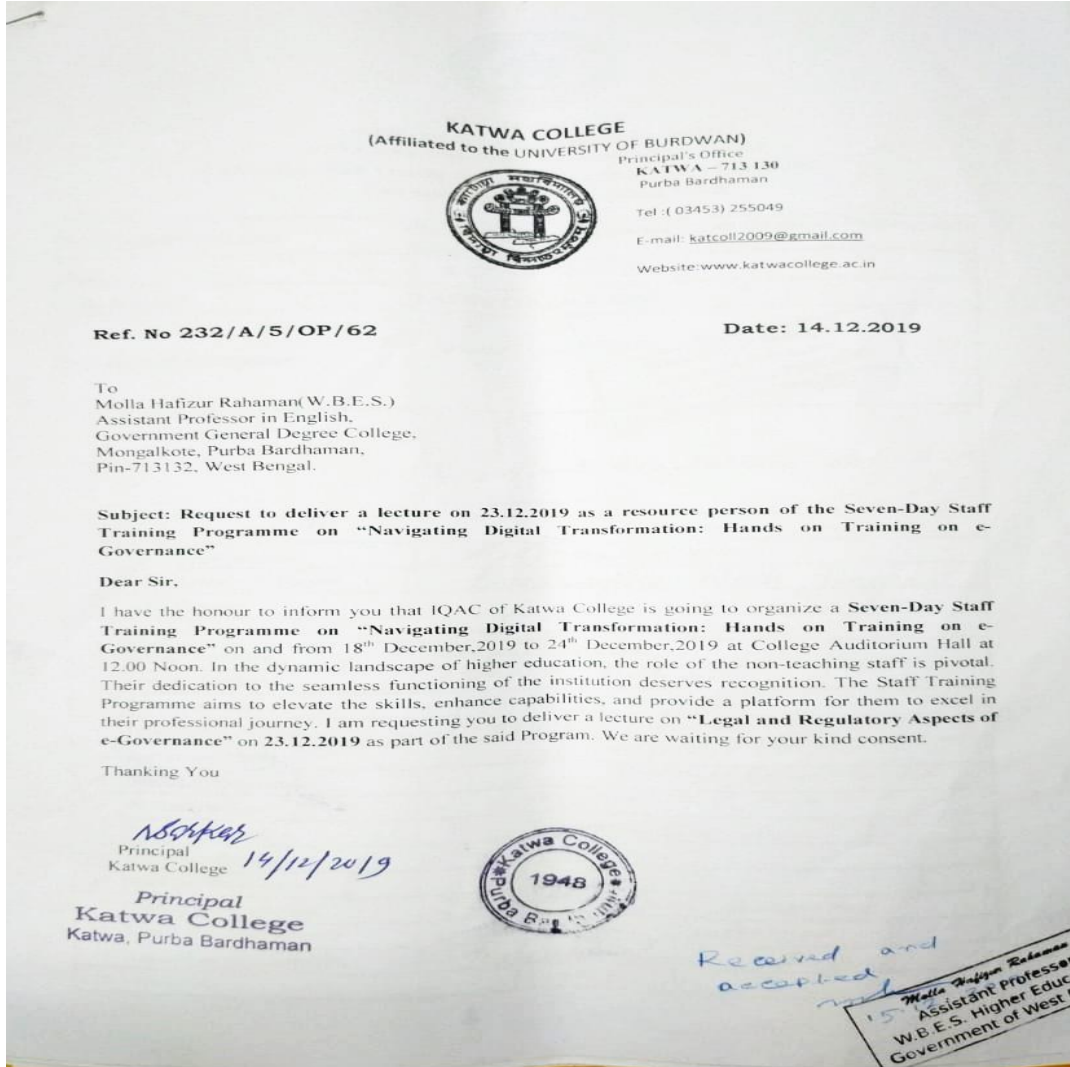 KATWA COLLEGE
(Affiliated to the UNIVERSITY OF BURDWAN)
Principal's Office
KATWA – 713 130
Purba Bardhaman
Tel :( 03453) 255049
E-mail: katcoll2009@gmail.com
Website:www.katwacollege.ac.in
Ref. No 232/A/5/OP/62
Date: 14.12.2019
To
Molla Hafizur Rahaman(W.B.E.S.)
Assistant Professor in English,
Government General Degree College,
Mongalkote, Purba Bardhaman,
Pin-713132, West Bengal.
Subject: Request to deliver a lecture on 23.12.2019 as a resource person of the Seven-Day Staff
Training Programme on “Navigating Digital Transformation: Hands on Training on e-
Governance”
Dear Sir,
I have the honour to inform you that IQAC of Katwa College is going to organize a Seven-Day Staff
Training Programme on “Navigating Digital Transformation: Hands on Training on e-
Governance” on and from 18th December,2019 to 24th December,2019 at College Auditorium Hall at
12.00 Noon. In the dynamic landscape of higher education, the role of the non-teaching staff is pivotal.
Their dedication to the seamless functioning of the institution deserves recognition. The Staff Training
Programme aims to elevate the skills, enhance capabilities, and provide a platform for them to excel in
their professional journey. I am requesting you to deliver a lecture on “Legal and Regulatory Aspects of
e-Governance” on 23.12.2019 as part of the said Program. We are waiting for your kind consent.
Thanking You
Principal
Katwa College 14/12/2019
Principal
Katwa College
Katwa, Purba Bardhaman
Katwa College
1948
Purba
Received and
accepted
Molla Hafizur Rahaman
Assistant Professor
W.B.E.S. Higher Educ
Government of West